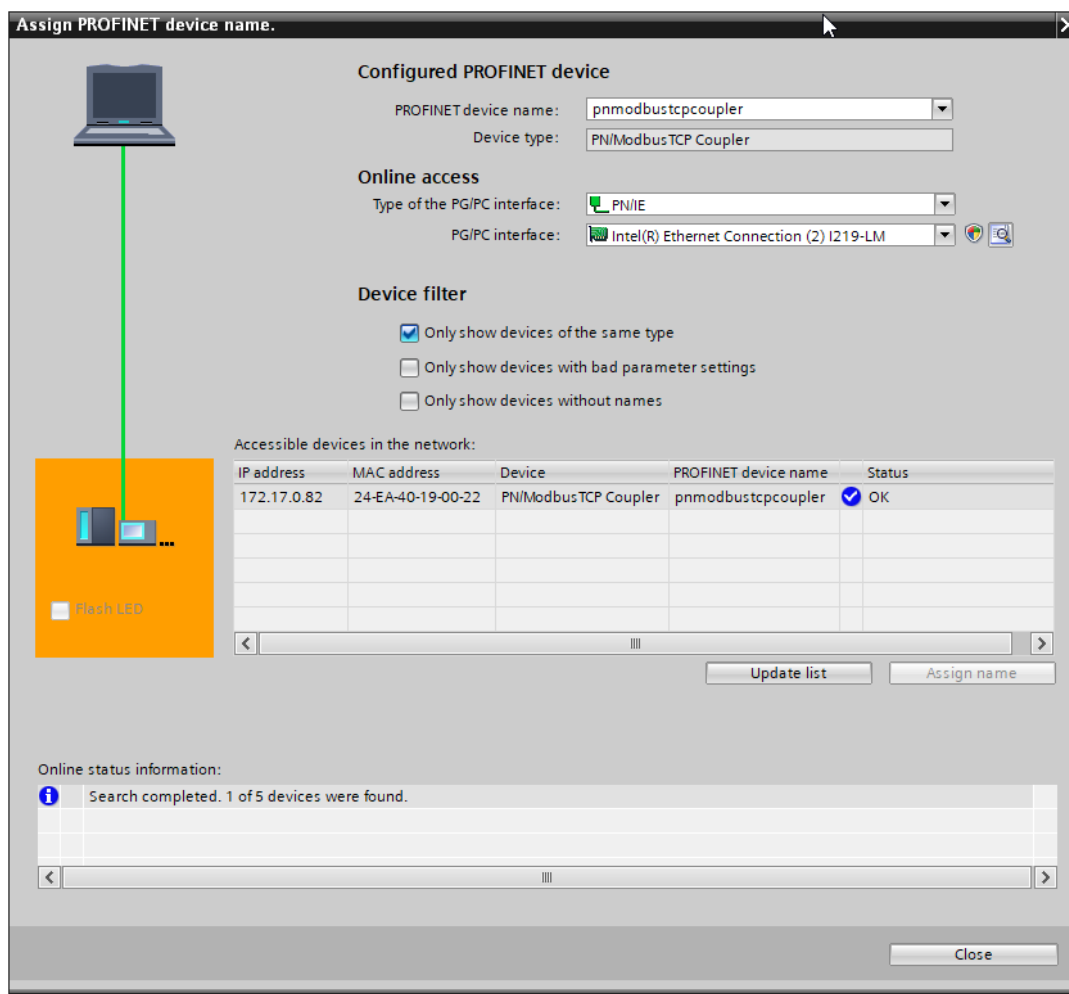 Assign PROFINET device name.
Configured PROFINET device
PROFINET device name: pnmodbustcpcoupler
Device type: PN/ModbusTCP Coupler
Online access
Type of the PG/PC interface: PN/IE
PG/PC interface: Intel(R) Ethernet Connection (2) I219-LM
Device filter
Only show devices of the same type
Only show devices with bad parameter settings
Only show devices without names
Accessible devices in the network:
IP address MAC address Device PROFINET device name Status
172.17.0.82 24-EA-40-19-00-22 PN/ModbusTCP Coupler pnmodbustcpcoupler OK
Flash LED
Update list Assign name
Online status information:
Search completed. 1 of 5 devices were found.
Close